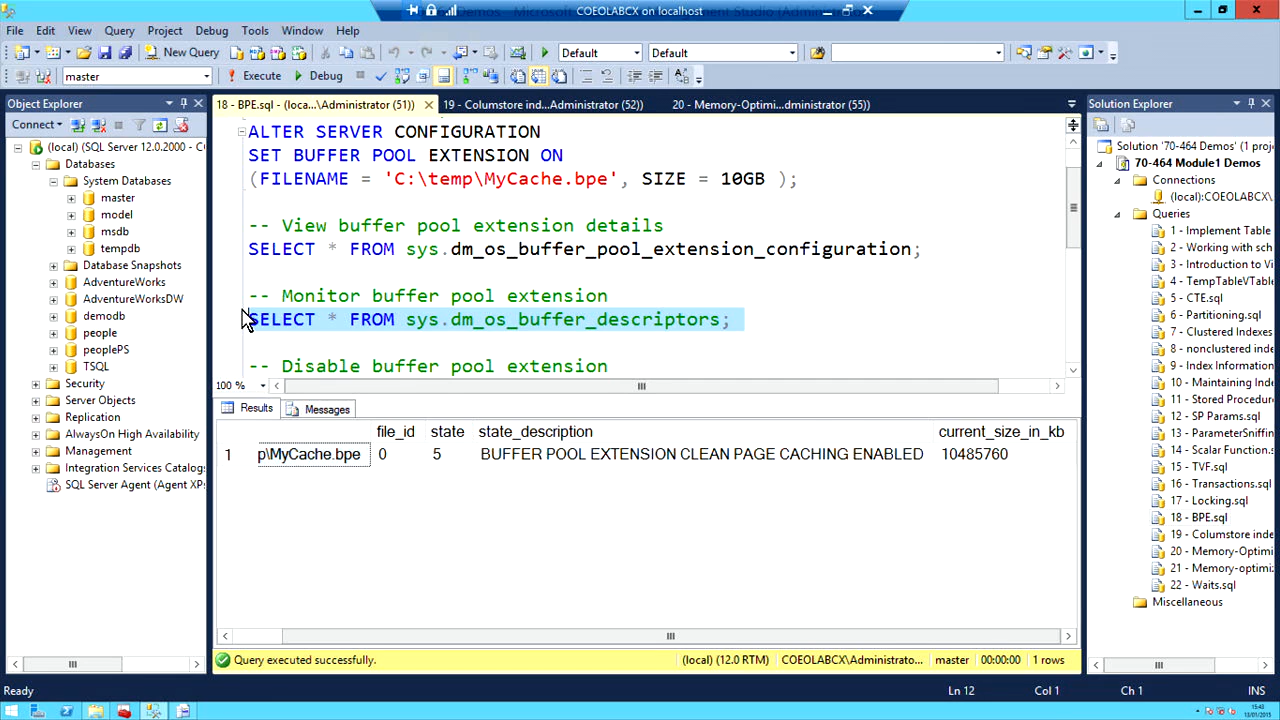 COEOLABCX on localhost
File Edit View Query Project Debug Tools Window Help
New Query Default Default
master Execute Debug
Object Explorer
Connect
(local) (SQL Server 12.0.2000 - C
Databases
System Databases
master
model
msdb
tempdb
Database Snapshots
AdventureWorks
AdventureWorksDW
demodb
people
peoplePS
TSQL
Security
Server Objects
Replication
AlwaysOn High Availability
Management
Integration Services Catalogs
SQL Server Agent (Agent XPs
18 - BPE.sql - (loca...\Administrator (51)) 19 - Columstore ind...Administrator (52)) 20 - Memory-Optimi...dministrator (55))
ALTER SERVER CONFIGURATION
SET BUFFER POOL EXTENSION ON
(FILENAME = 'C:\temp\MyCache.bpe', SIZE = 10GB );
-- View buffer pool extension details
SELECT * FROM sys.dm_os_buffer_pool_extension_configuration;
-- Monitor buffer pool extension
SELECT * FROM sys.dm_os_buffer_descriptors;
-- Disable buffer pool extension
100 %
Results Messages
file_id state state_description current_size_in_kb
1 p\MyCache.bpe 0 5 BUFFER POOL EXTENSION CLEAN PAGE CACHING ENABLED 10485760
Query executed successfully. (local) (12.0 RTM) COEOLABCX\Administrato... master 00:00:00 1 rows
Solution Explorer
Solution '70-464 Demos' (1 proj
70-464 Module1 Demos
Connections
(local):COEOLABCX\
Queries
1 - Implement Table
2 - Working with sch
3 - Introduction to Vi
4 - TempTableVTable
5 - CTE.sql
6 - Partitioning.sql
7 - Clustered Indexes
8 - nonclustered index
9 - Index Information
10 - Maintaining Ind
11 - Stored Procedure
12 - SP Params.sql
13 - ParameterSniffin
14 - Scalar Function.s
15 - TVF.sql
16 - Transactions.sql
17 - Locking.sql
18 - BPE.sql
19 - Columstore inde
20 - Memory-Optimi
21 - Memory-optimiz
22 - Waits.sql
Miscellaneous
Ready Ln 12 Col 1 Ch 1 INS
15:43
13/01/2015